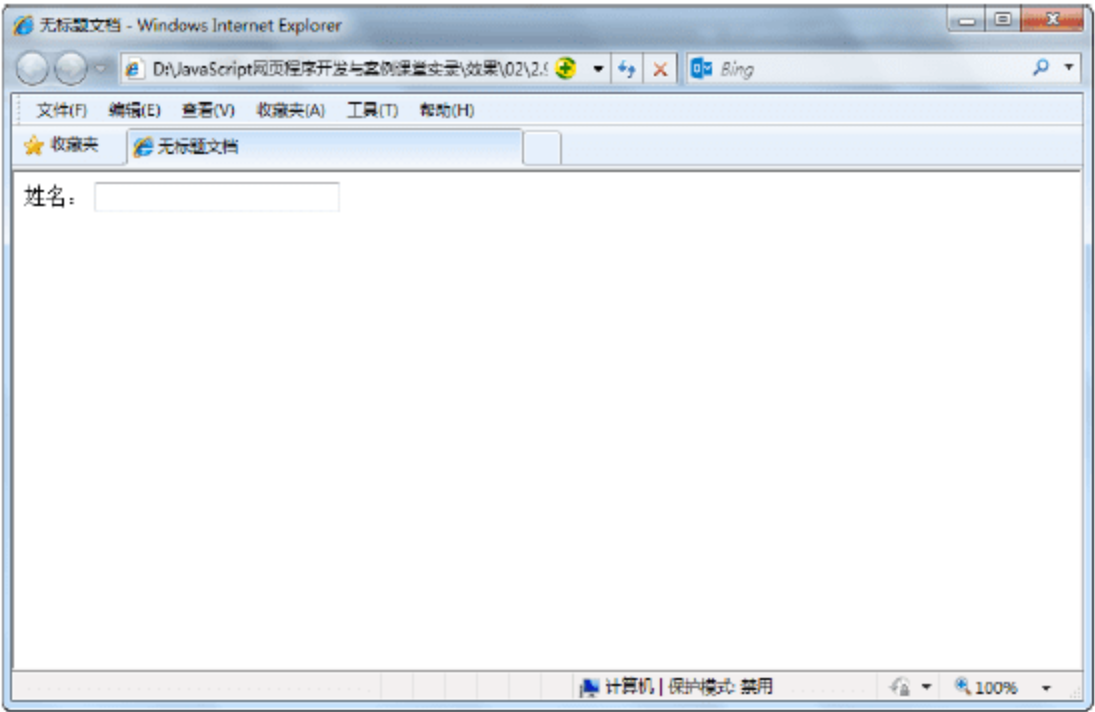 无标题文档 - Windows Internet Explorer
D:\JavaScript网页程序开发与案例课堂实录\效果\02\2.9 Bing
文件(F) 编辑(E) 查看(V) 收藏夹(A) 工具(T) 帮助(H)
收藏夹 无标题文档
姓名：
计算机 | 保护模式: 禁用 100%